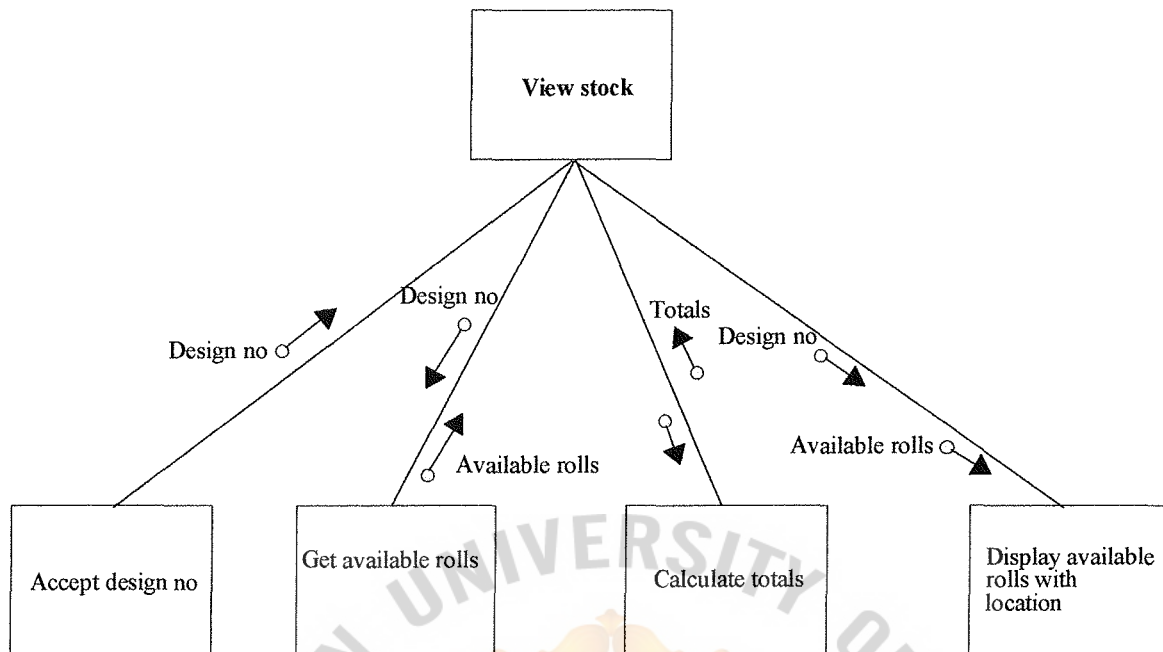 View stock
Design no
Design no
Totals
Design no
Available rolls
Available rolls
Accept design no
Get available rolls
Calculate totals
Display available
rolls with
location
UNIVERSITY